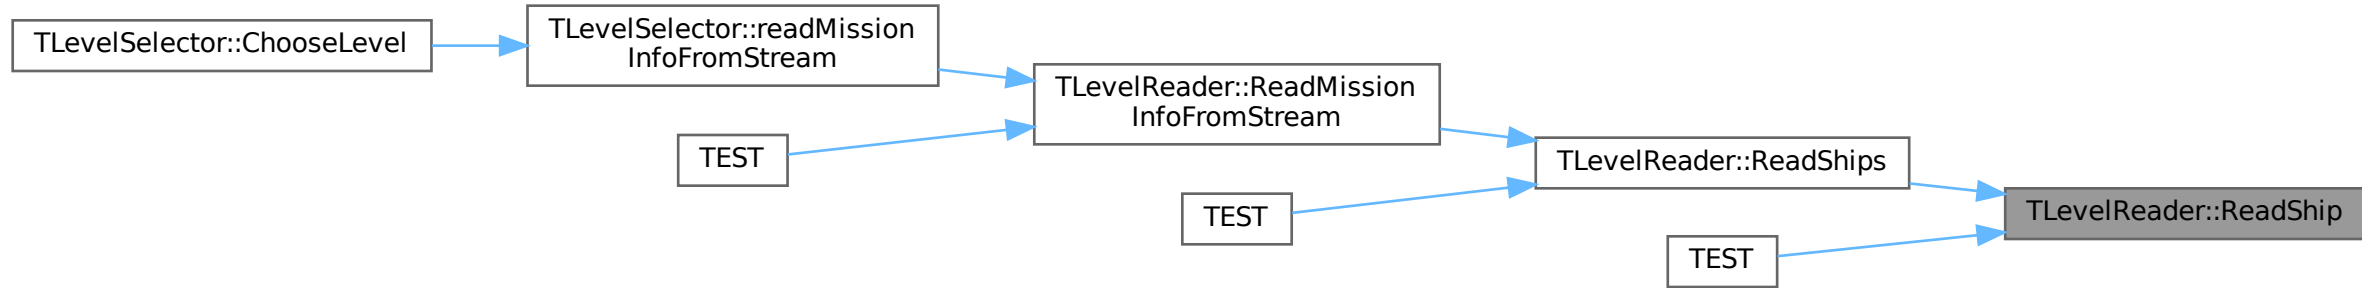 TLevelSelector::ChooseLevel
TLevelSelector::readMission
InfoFromStream
TLevelReader::ReadMission
InfoFromStream
TEST
TLevelReader::ReadShips
TEST
TLevelReader::ReadShip
TEST